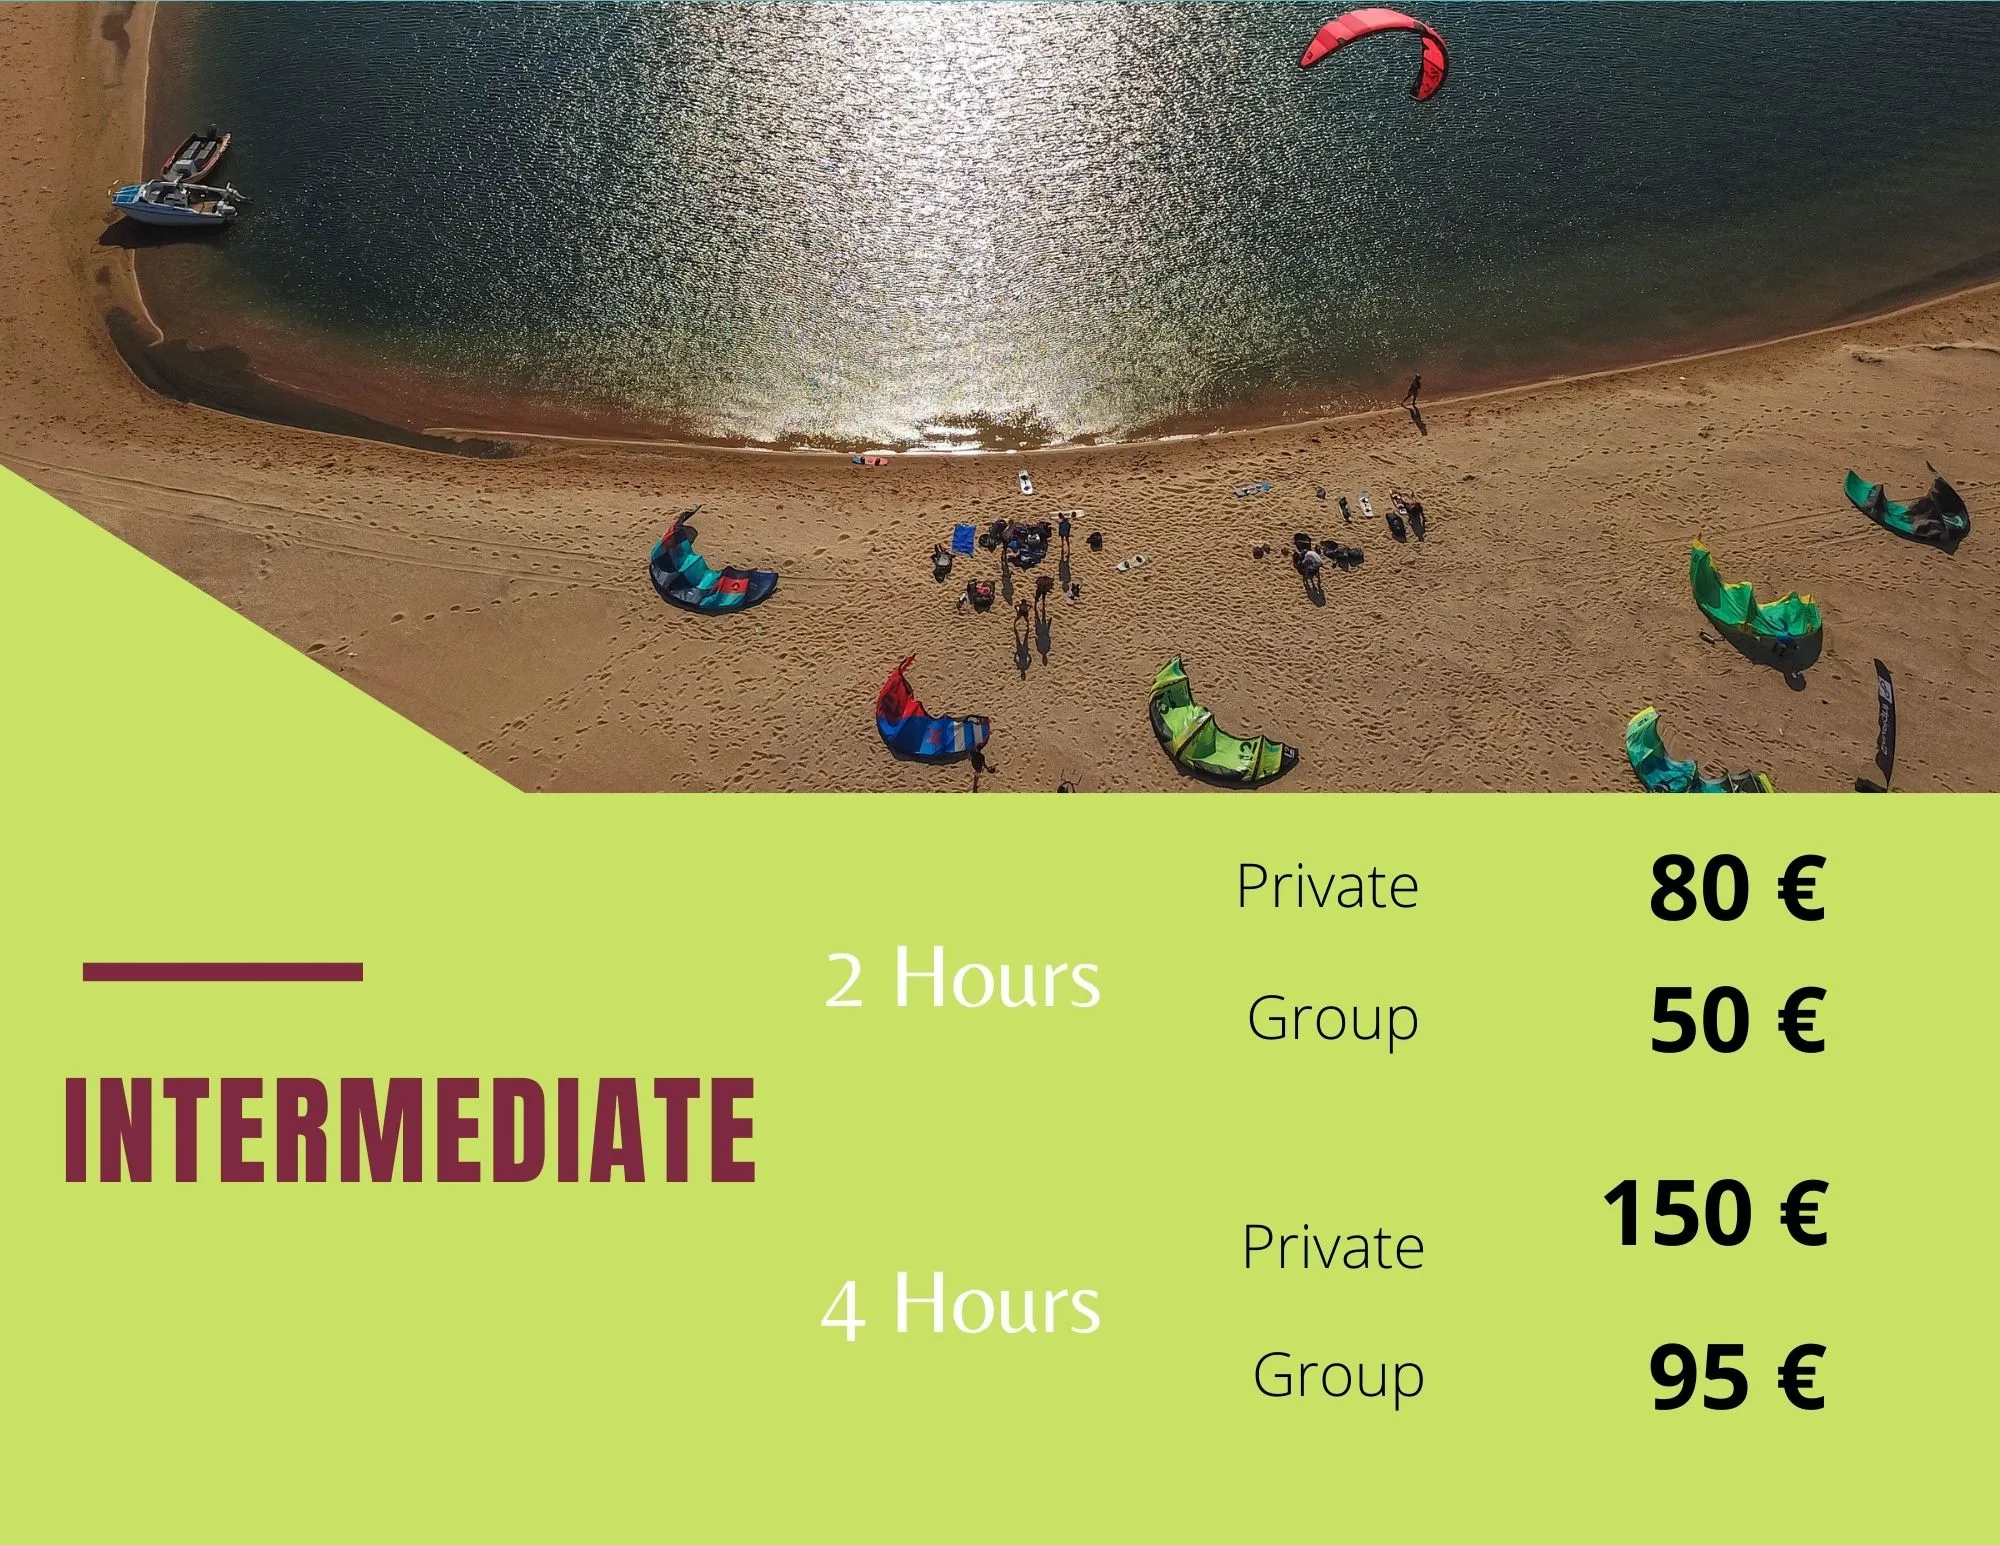 INTERMEDIATE
2 Hours
Private 80 €
Group 50 €
4 Hours
Private 150 €
Group 95 €